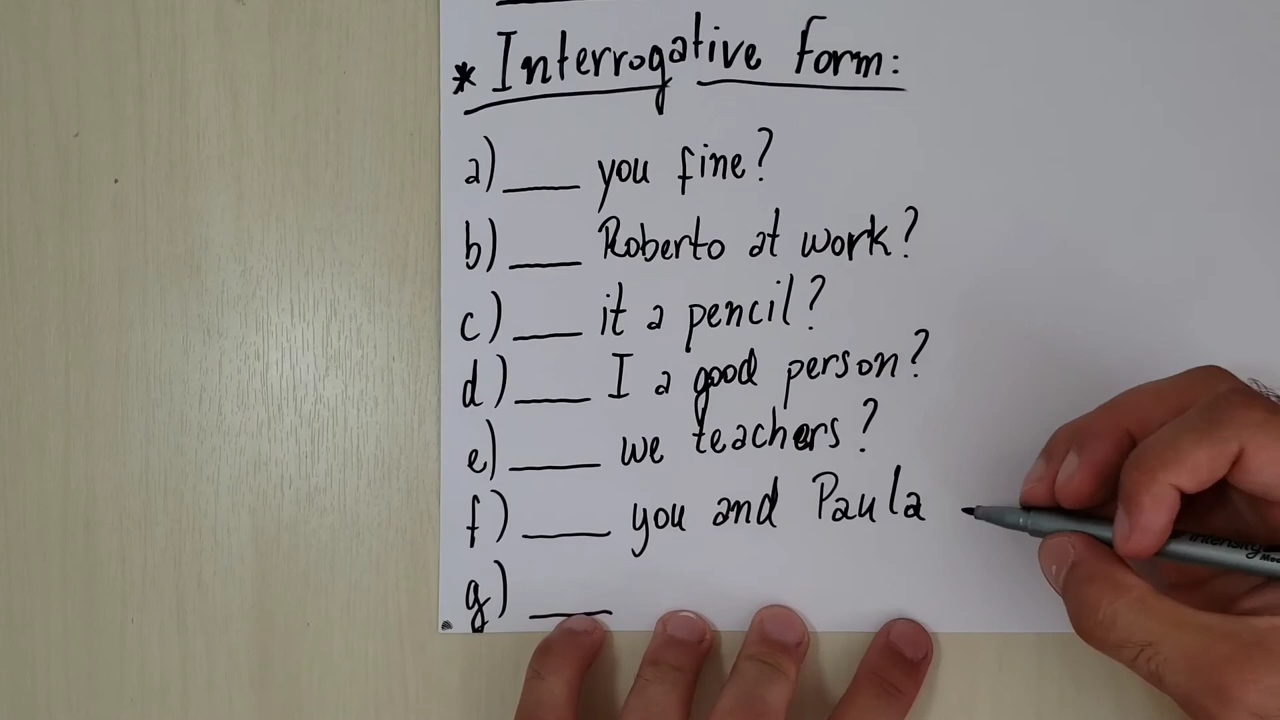 * Interrogative Form:
a) ___ you fine?
b) ___ Roberto at work?
c) ___ it a pencil?
d) ___ I a good person?
e) ___ we teachers?
f) ___ you and Paula
g) ___
intensity